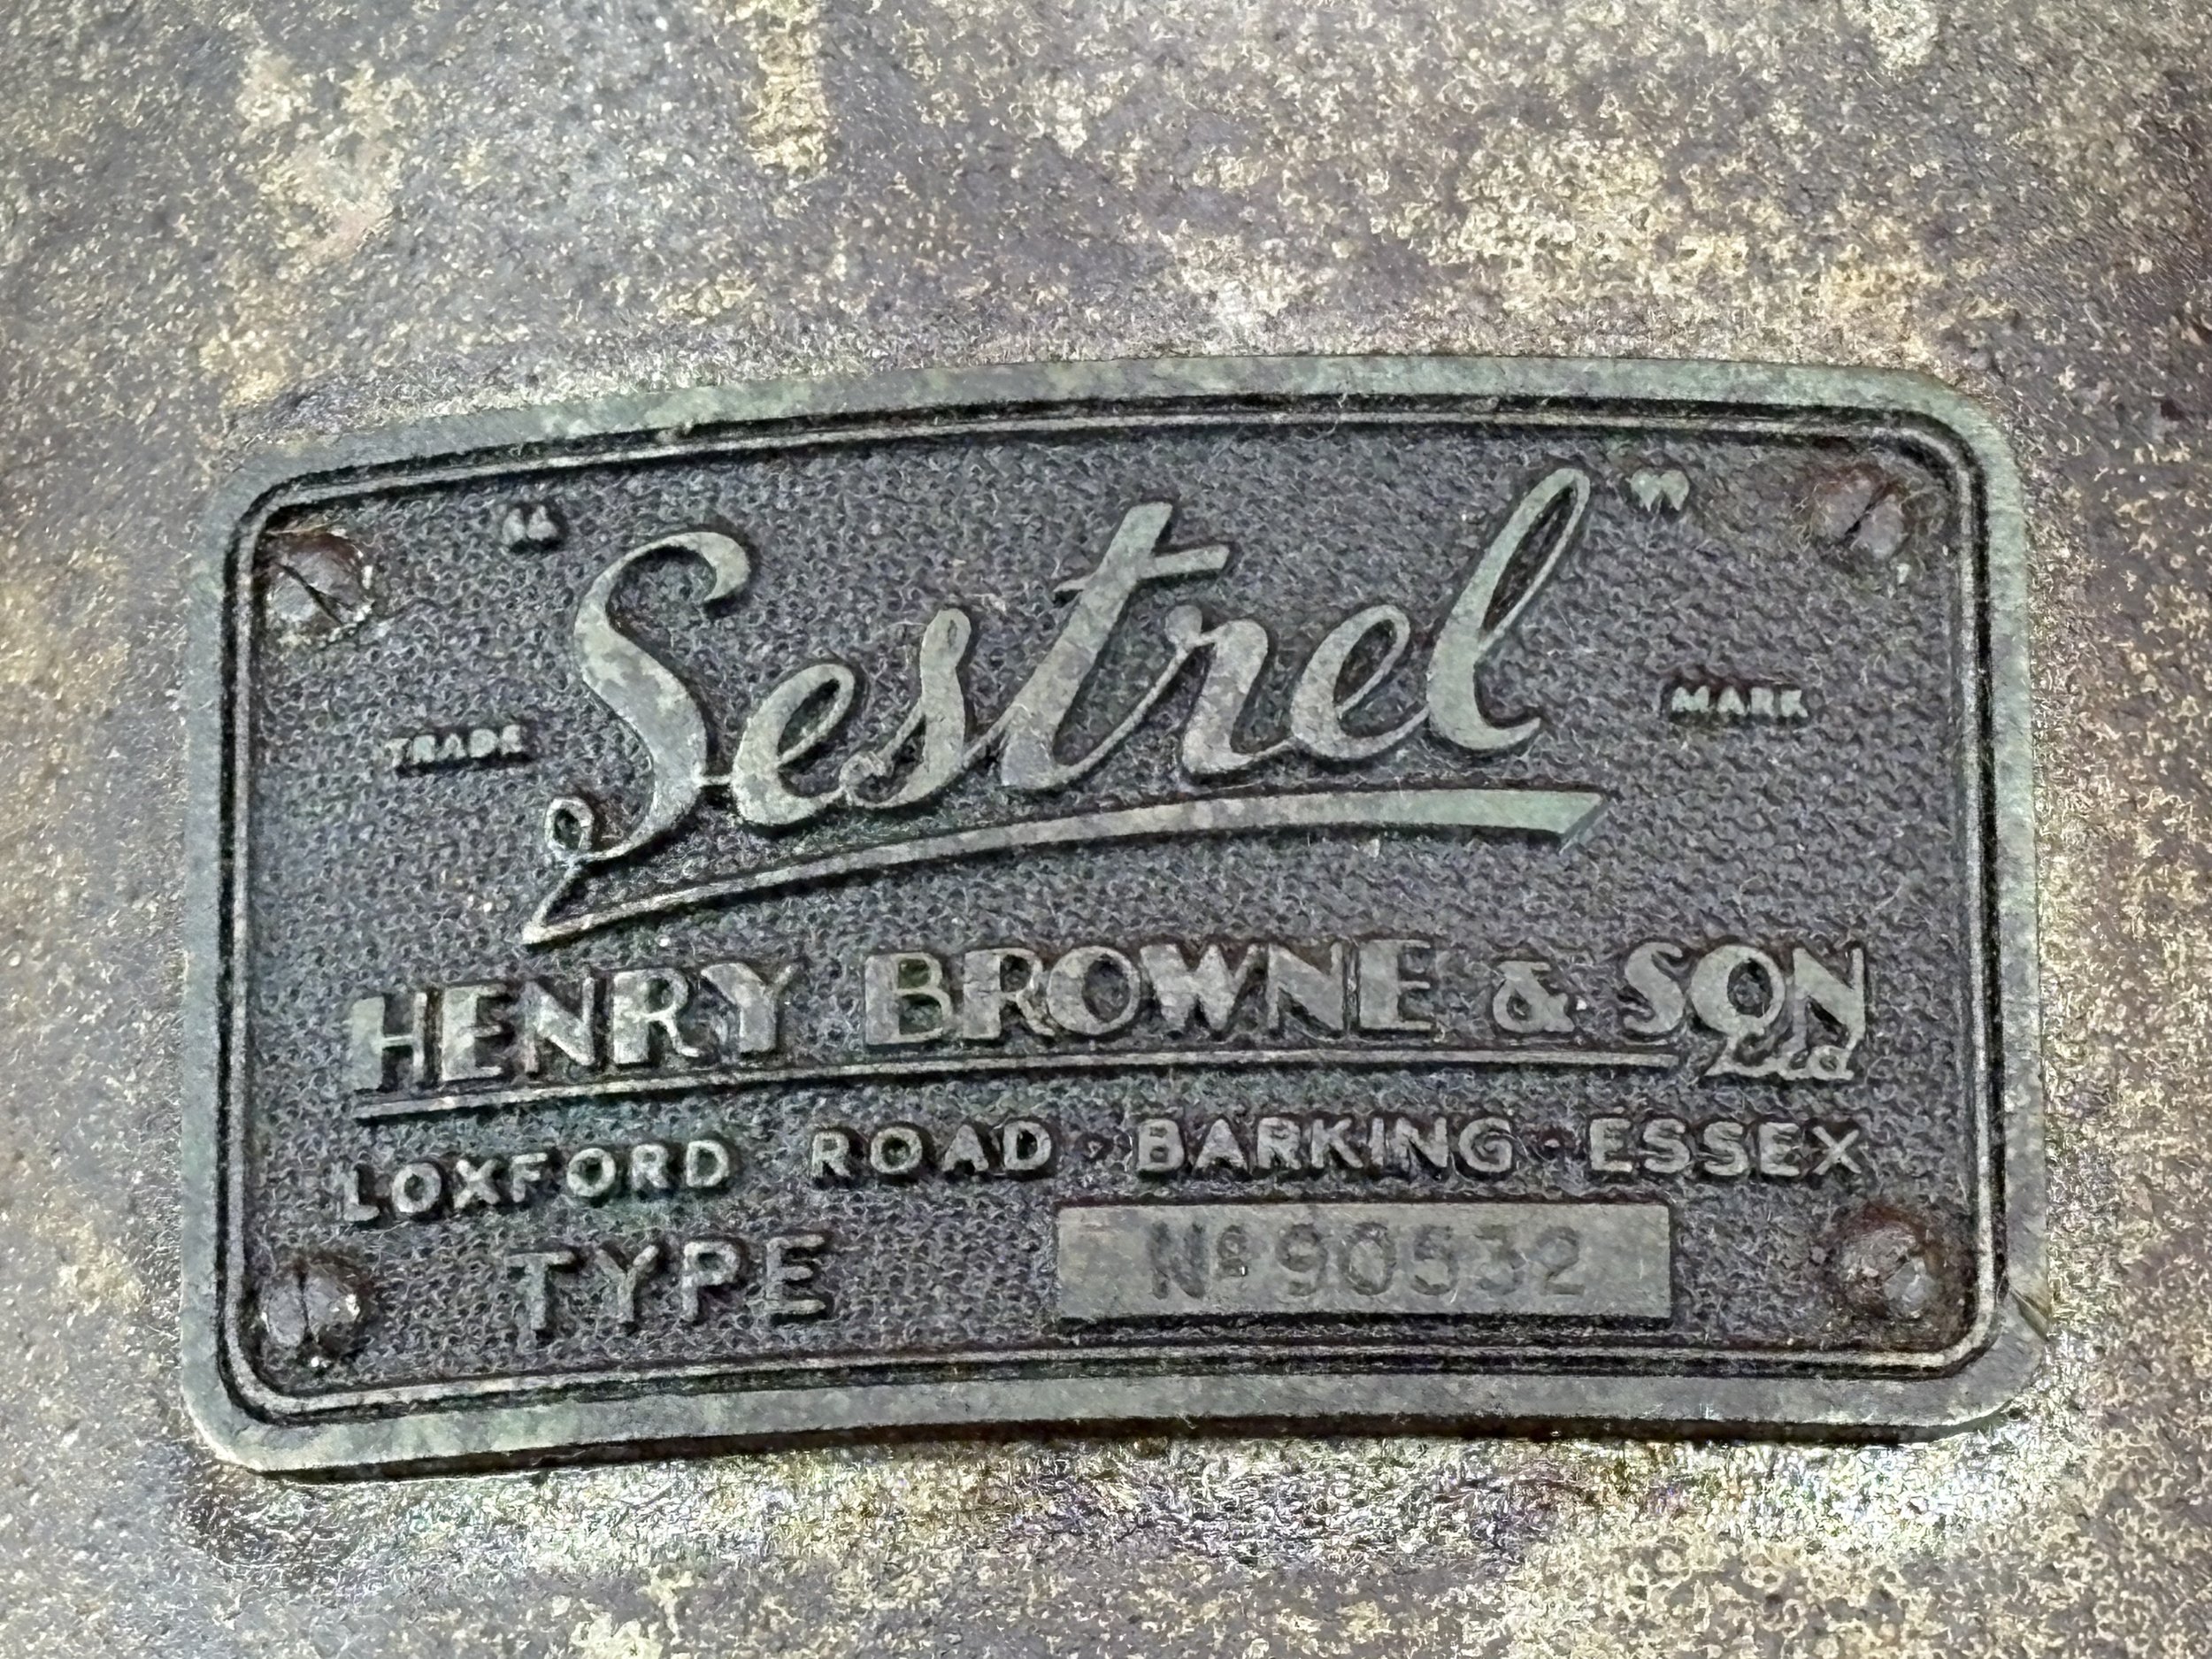 "Sestrel"
TRADE MARK
HENRY BROWNE & SON Ltd
LOXFORD ROAD · BARKING · ESSEX
TYPE Nº 90532